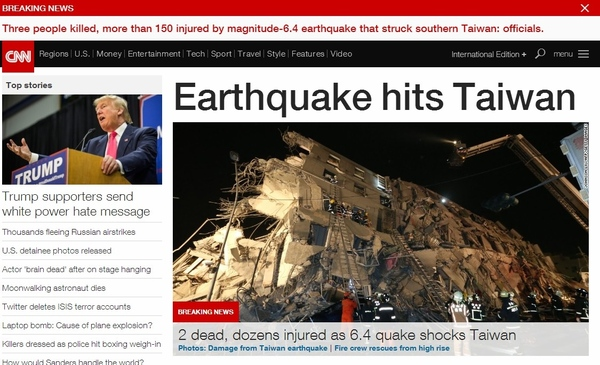 BREAKING NEWS
Three people killed, more than 150 injured by magnitude-6.4 earthquake that struck southern Taiwan: officials.
CNN
Regions U.S. Money Entertainment Tech Sport Travel Style Features Video
International Edition +
menu
Top stories
TRUMP
Trump supporters send
white power hate message
Thousands fleeing Russian airstrikes
U.S. detainee photos released
Actor 'brain dead' after on stage hanging
Moonwalking astronaut dies
Twitter deletes ISIS terror accounts
Laptop bomb: Cause of plane explosion?
Killers dressed as police hit boxing weigh-in
How would Sanders handle the world?
Earthquake hits Taiwan
BREAKING NEWS
2 dead, dozens injured as 6.4 quake shocks Taiwan
Photos: Damage from Taiwan earthquake | Fire crew rescues from high rise